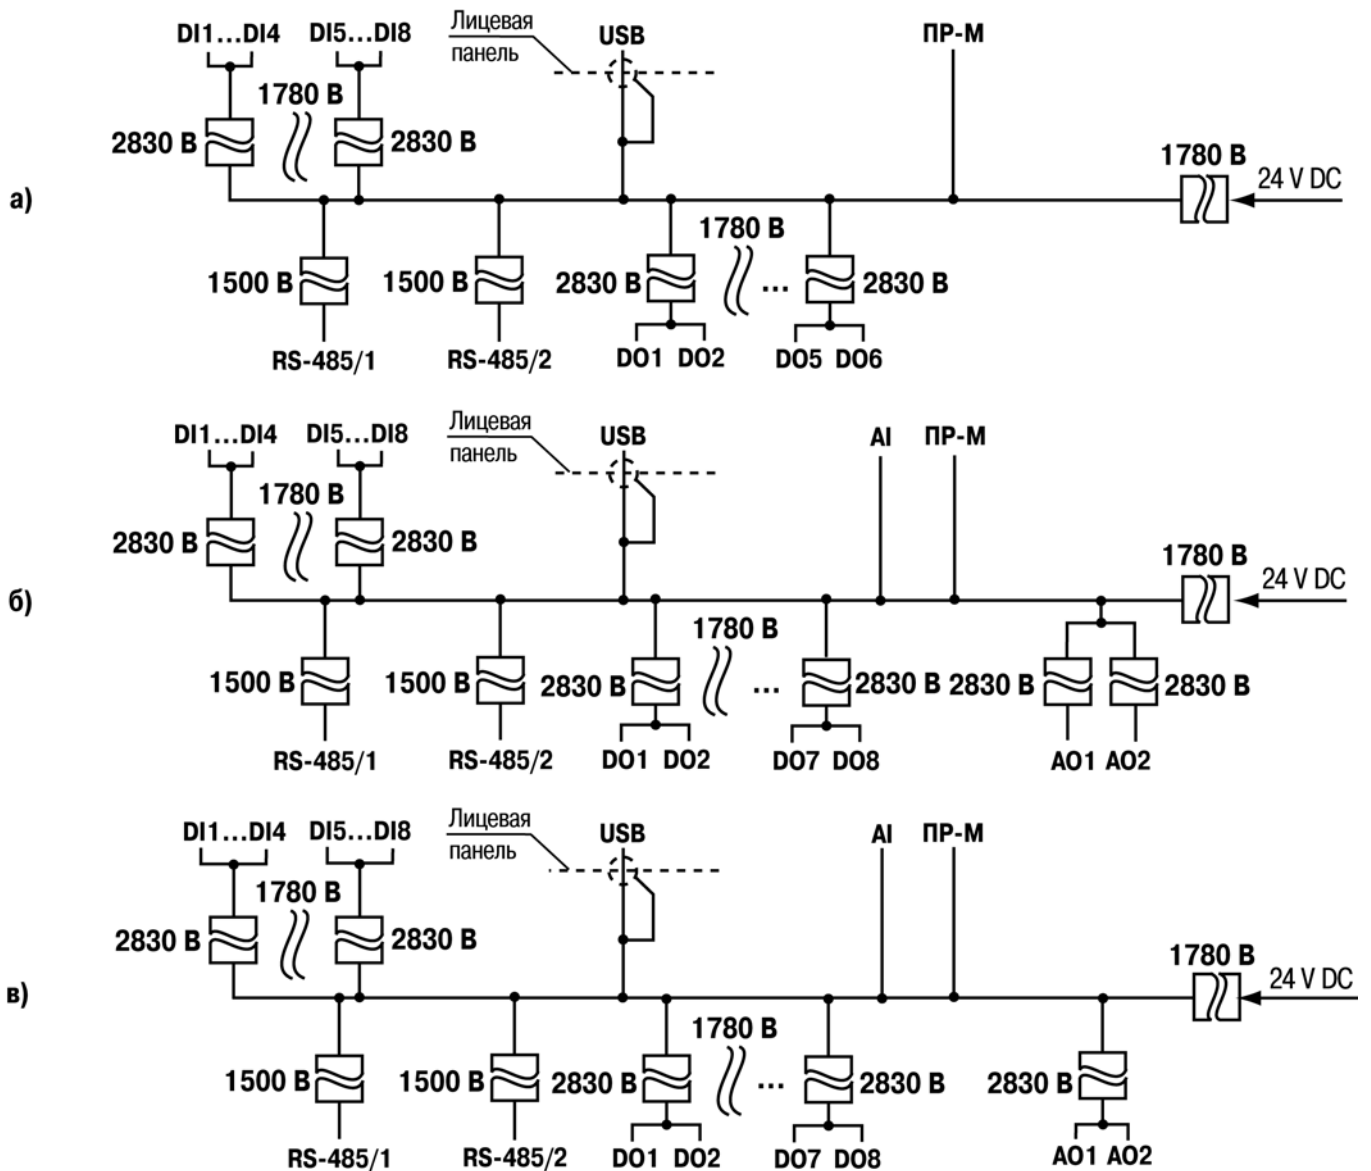 DI1...DI4 DI5...DI8 Лицевая панель USB ПР-М
1780 В
2830 В 2830 В 1780 В
а) 24 V DC
1780 В
1500 В 1500 В 2830 В ... 2830 В
RS-485/1 RS-485/2 DO1 DO2 DO5 DO6
DI1...DI4 DI5...DI8 Лицевая панель USB AI ПР-М
1780 В
2830 В 2830 В 1780 В
б) 24 V DC
1780 В
1500 В 1500 В 2830 В ... 2830 В 2830 В 2830 В
RS-485/1 RS-485/2 DO1 DO2 DO7 DO8 AO1 AO2
DI1...DI4 DI5...DI8 Лицевая панель USB AI ПР-М
1780 В
2830 В 2830 В 1780 В
в) 24 V DC
1780 В
1500 В 1500 В 2830 В ... 2830 В 2830 В
RS-485/1 RS-485/2 DO1 DO2 DO7 DO8 AO1 AO2